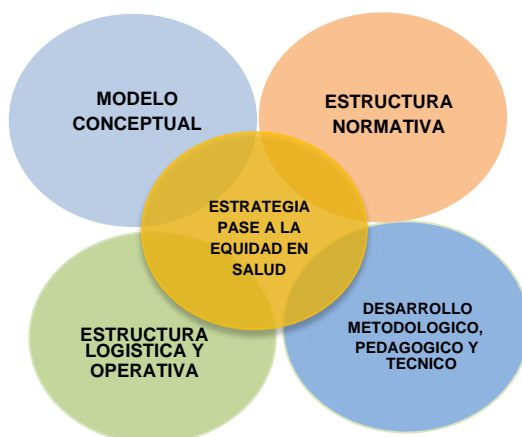 MODELO
CONCEPTUAL
ESTRUCTURA
NORMATIVA
ESTRATEGIA
PASE A LA
EQUIDAD EN
SALUD
ESTRUCTURA
LOGISTICA Y
OPERATIVA
DESARROLLO
METODOLOGICO,
PEDAGOGICO Y
TECNICO